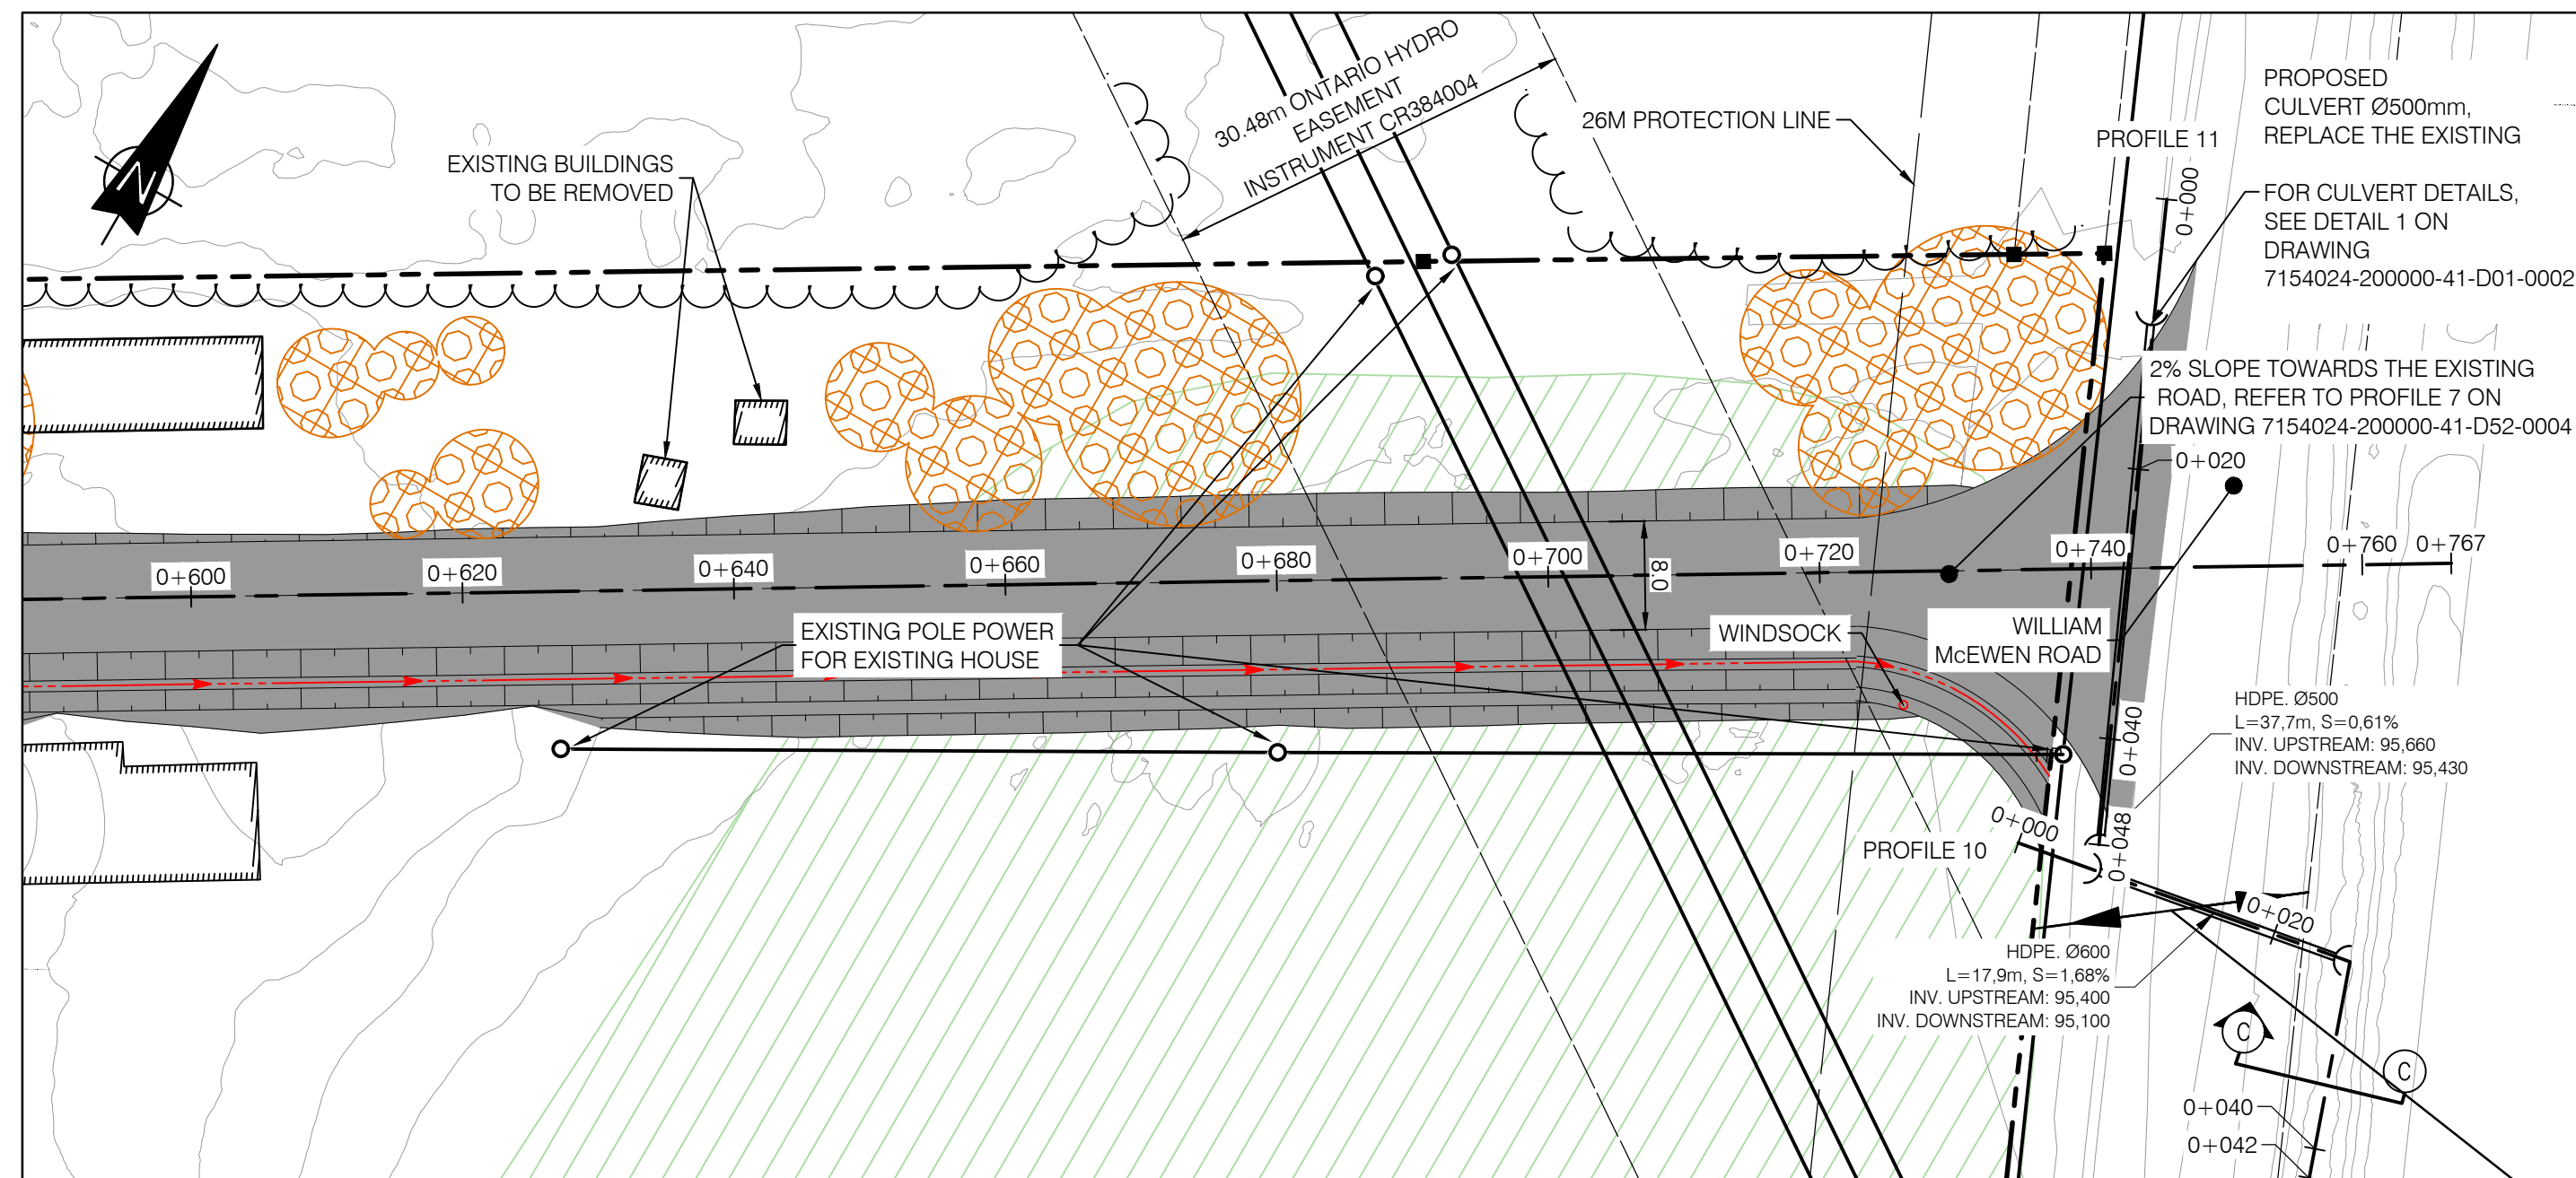 30.48m ONTARIO HYDRO
EASEMENT
INSTRUMENT CR384004
26M PROTECTION LINE
PROFILE 11
0+000
PROPOSED
CULVERT Ø500mm,
REPLACE THE EXISTING
FOR CULVERT DETAILS,
SEE DETAIL 1 ON
DRAWING
7154024-200000-41-D01-0002
N
EXISTING BUILDINGS
TO BE REMOVED
2% SLOPE TOWARDS THE EXISTING
ROAD, REFER TO PROFILE 7 ON
DRAWING 7154024-200000-41-D52-0004
0+020
0+600
0+620
0+640
0+660
0+680
0+700
0+720
0+740
0+760
0+767
8.0
EXISTING POLE POWER
FOR EXISTING HOUSE
WINDSOCK
WILLIAM
McEWEN ROAD
0+040
HDPE. Ø500
L=37,7m, S=0,61%
INV. UPSTREAM: 95,660
INV. DOWNSTREAM: 95,430
0+048
0+000
PROFILE 10
0+020
HDPE. Ø600
L=17,9m, S=1,68%
INV. UPSTREAM: 95,400
INV. DOWNSTREAM: 95,100
C
C
0+040
0+042